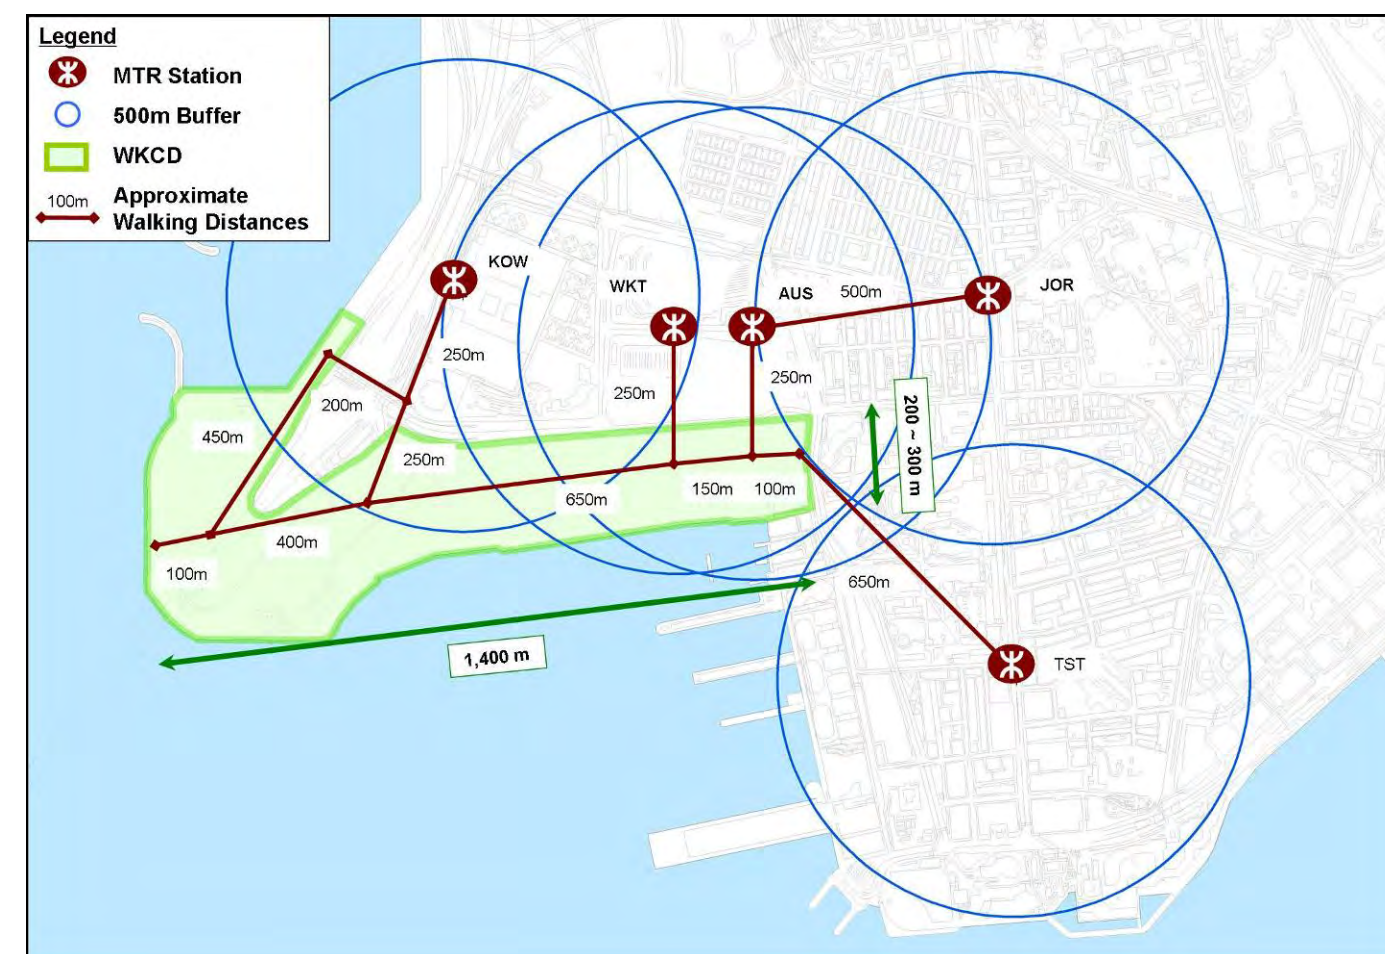 Legend
MTR Station
500m Buffer
WKCD
100m
Approximate
Walking Distances
KOW
WKT
AUS
500m
JOR
250m
250m
250m
200m
450m
250m
200 ~ 300 m
650m
150m
100m
400m
100m
650m
1,400 m
TST